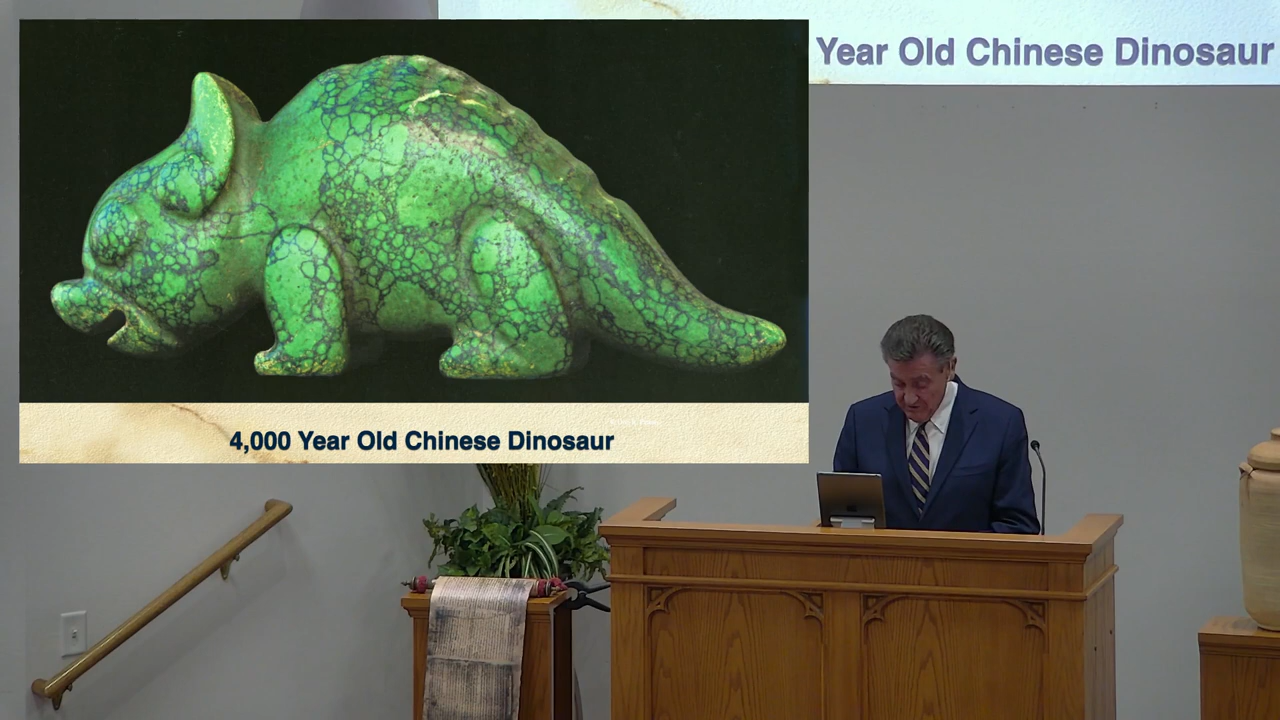 Year Old Chinese Dinosaur
4,000 Year Old Chinese Dinosaur